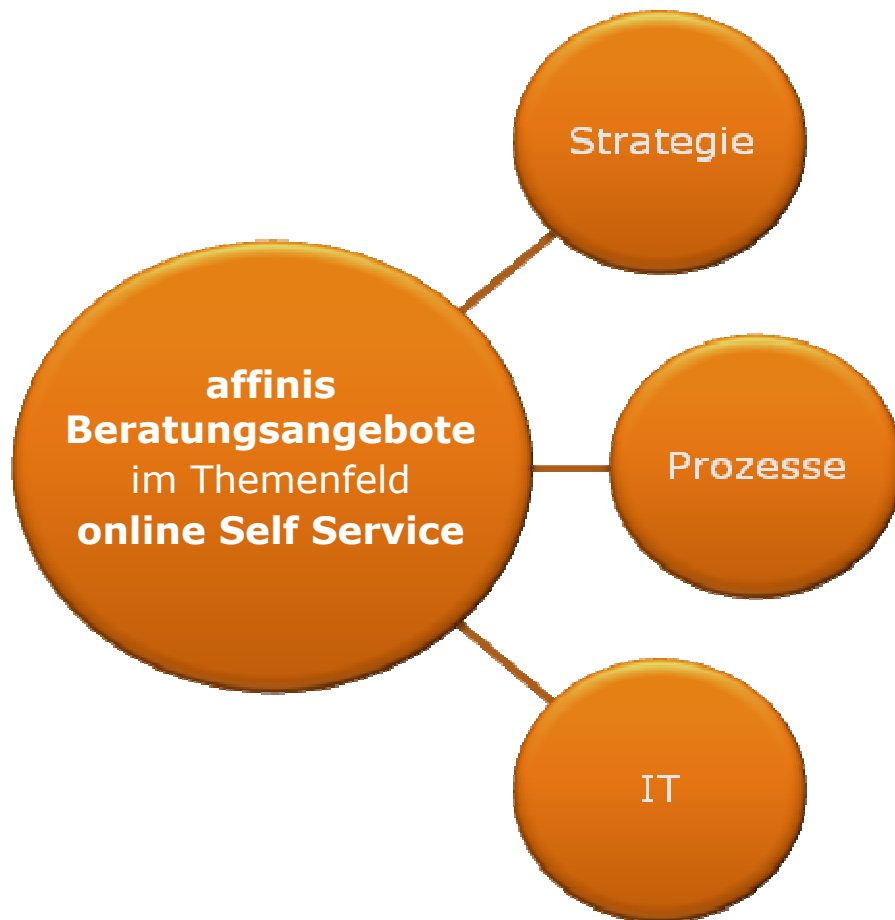 Strategie
affinis
Beratungsangebote
im Themenfeld
online Self Service
Prozesse
IT